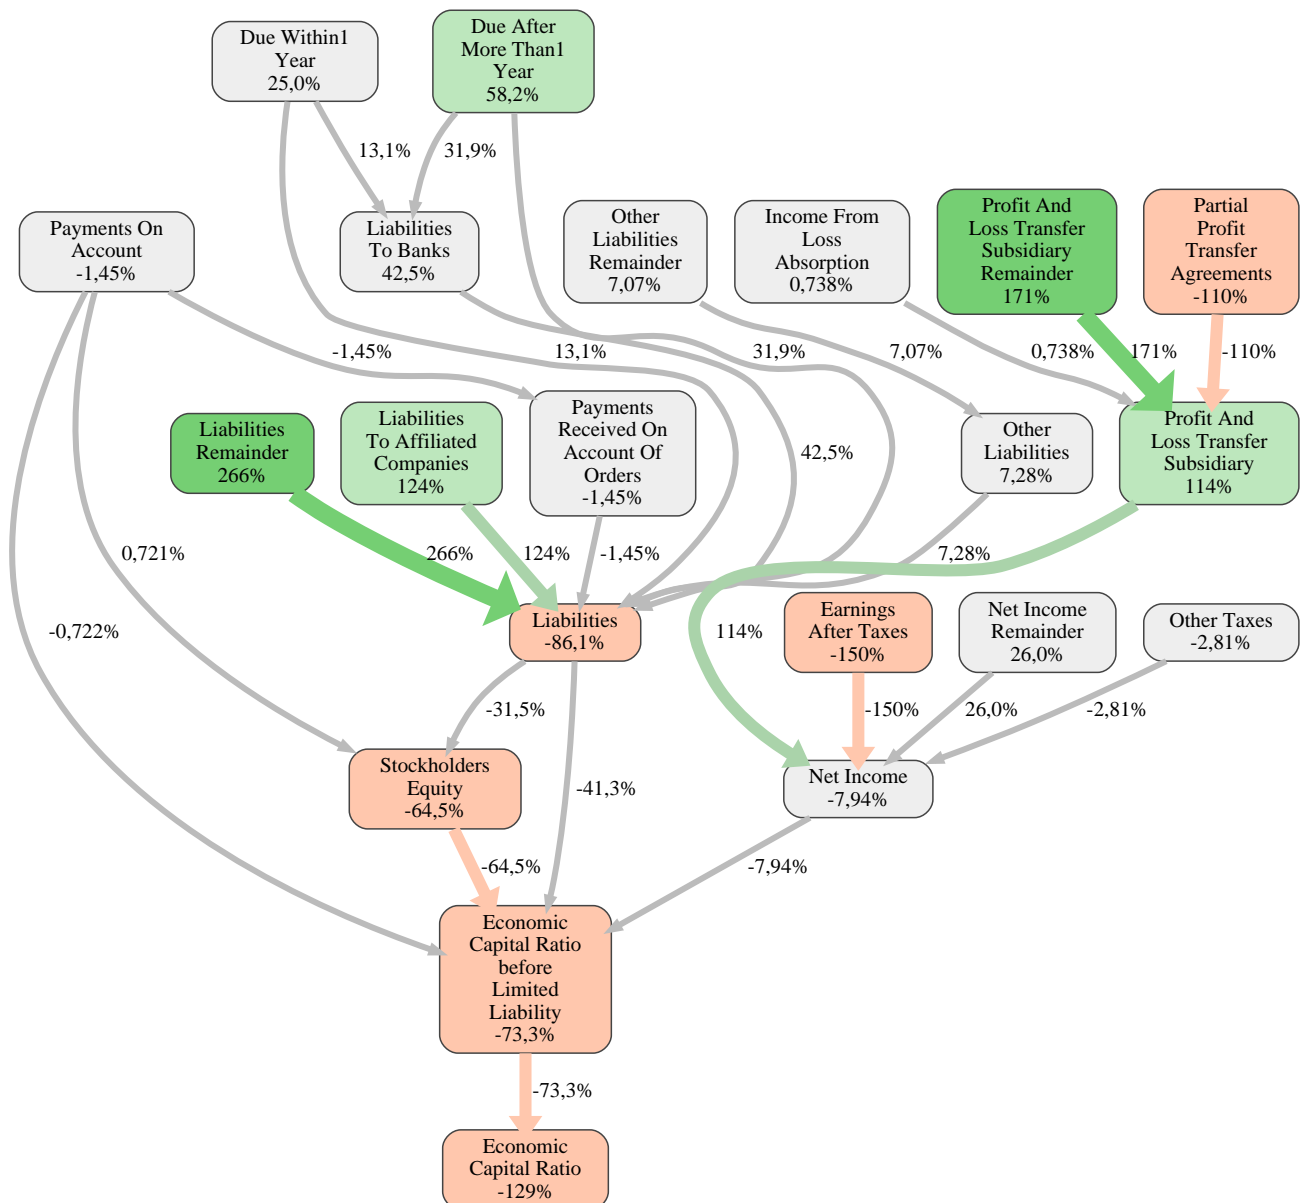 Due Within1
Year
25,0%
Due After
More Than1
Year
58,2%
13,1%
31,9%
Payments On
Account
-1,45%
Liabilities
To Banks
42,5%
Other
Liabilities
Remainder
7,07%
Income From
Loss
Absorption
0,738%
Profit And
Loss Transfer
Subsidiary
Remainder
171%
Partial
Profit
Transfer
Agreements
-110%
-1,45%
13,1%
31,9%
7,07%
0,738%
171%
-110%
Liabilities
Remainder
266%
Liabilities
To Affiliated
Companies
124%
Payments
Received On
Account Of
Orders
-1,45%
42,5%
Other
Liabilities
7,28%
Profit And
Loss Transfer
Subsidiary
114%
0,721%
266%
124%
-1,45%
7,28%
-0,722%
Liabilities
-86,1%
114%
Earnings
After Taxes
-150%
Net Income
Remainder
26,0%
Other Taxes
-2,81%
-31,5%
-41,3%
-150%
26,0%
-2,81%
Stockholders
Equity
-64,5%
Net Income
-7,94%
-64,5%
-7,94%
Economic
Capital Ratio
before
Limited
Liability
-73,3%
-73,3%
Economic
Capital Ratio
-129%